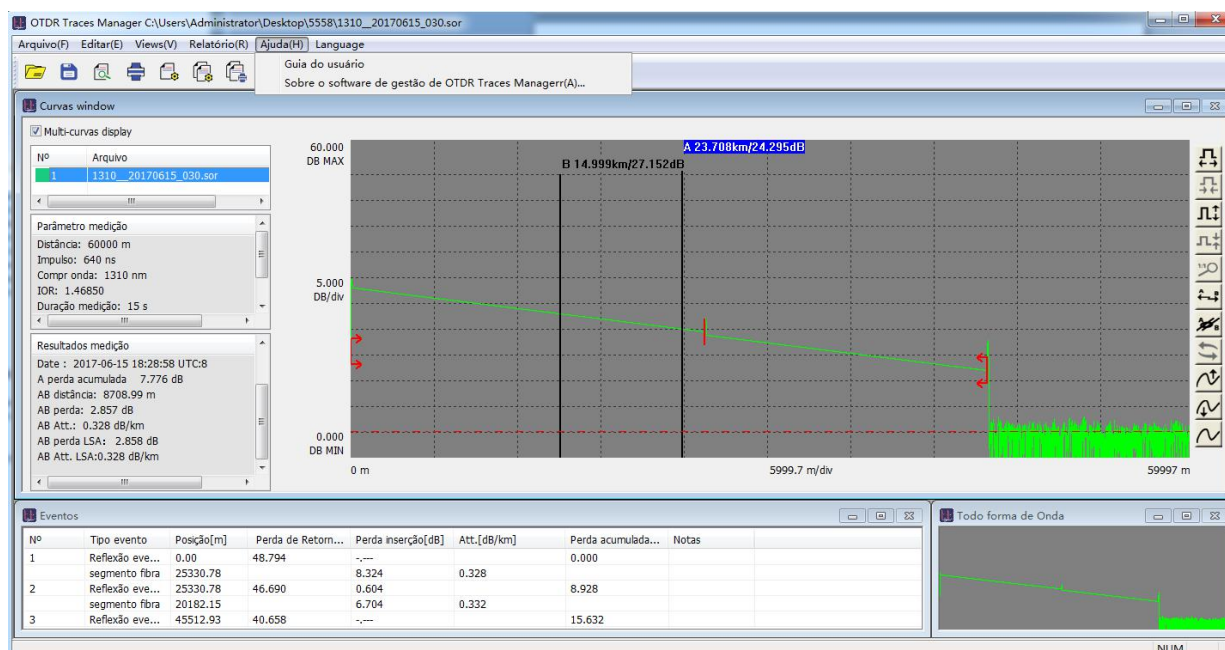 OTDR Traces Manager C:\Users\Administrator\Desktop\5558\1310__20170615_030.sor
Arquivo(F) Editar(E) Views(V) Relatório(R) Ajuda(H) Language
Guia do usuário
Sobre o software de gestão de OTDR Traces Managerr(A)...
Curvas window
Multi-curvas display
Nº Arquivo
1 1310__20170615_030.sor
Parâmetro medição
Distância: 60000 m
Impulso: 640 ns
Compr onda: 1310 nm
IOR: 1.46850
Duração medição: 15 s
Resultados medição
Date : 2017-06-15 18:28:58 UTC:8
A perda acumulada 7.776 dB
AB distância: 8708.99 m
AB perda: 2.857 dB
AB Att.: 0.328 dB/km
AB perda LSA: 2.858 dB
AB Att. LSA:0.328 dB/km
60.000
DB MAX
B 14.999km/27.152dB
A 23.708km/24.295dB
5.000
DB/div
0.000
DB MIN
0 m 5999.7 m/div 59997 m
Eventos
Nº Tipo evento Posição[m] Perda de Retorn... Perda inserção[dB] Att.[dB/km] Perda acumulada... Notas
1 Reflexão eve... 0.00 48.794 -.--- 0.000
segmento fibra 25330.78 8.324 0.328
2 Reflexão eve... 25330.78 46.690 0.604 8.928
segmento fibra 20182.15 6.704 0.332
3 Reflexão eve... 45512.93 40.658 -.--- 15.632
Todo forma de Onda
NUM